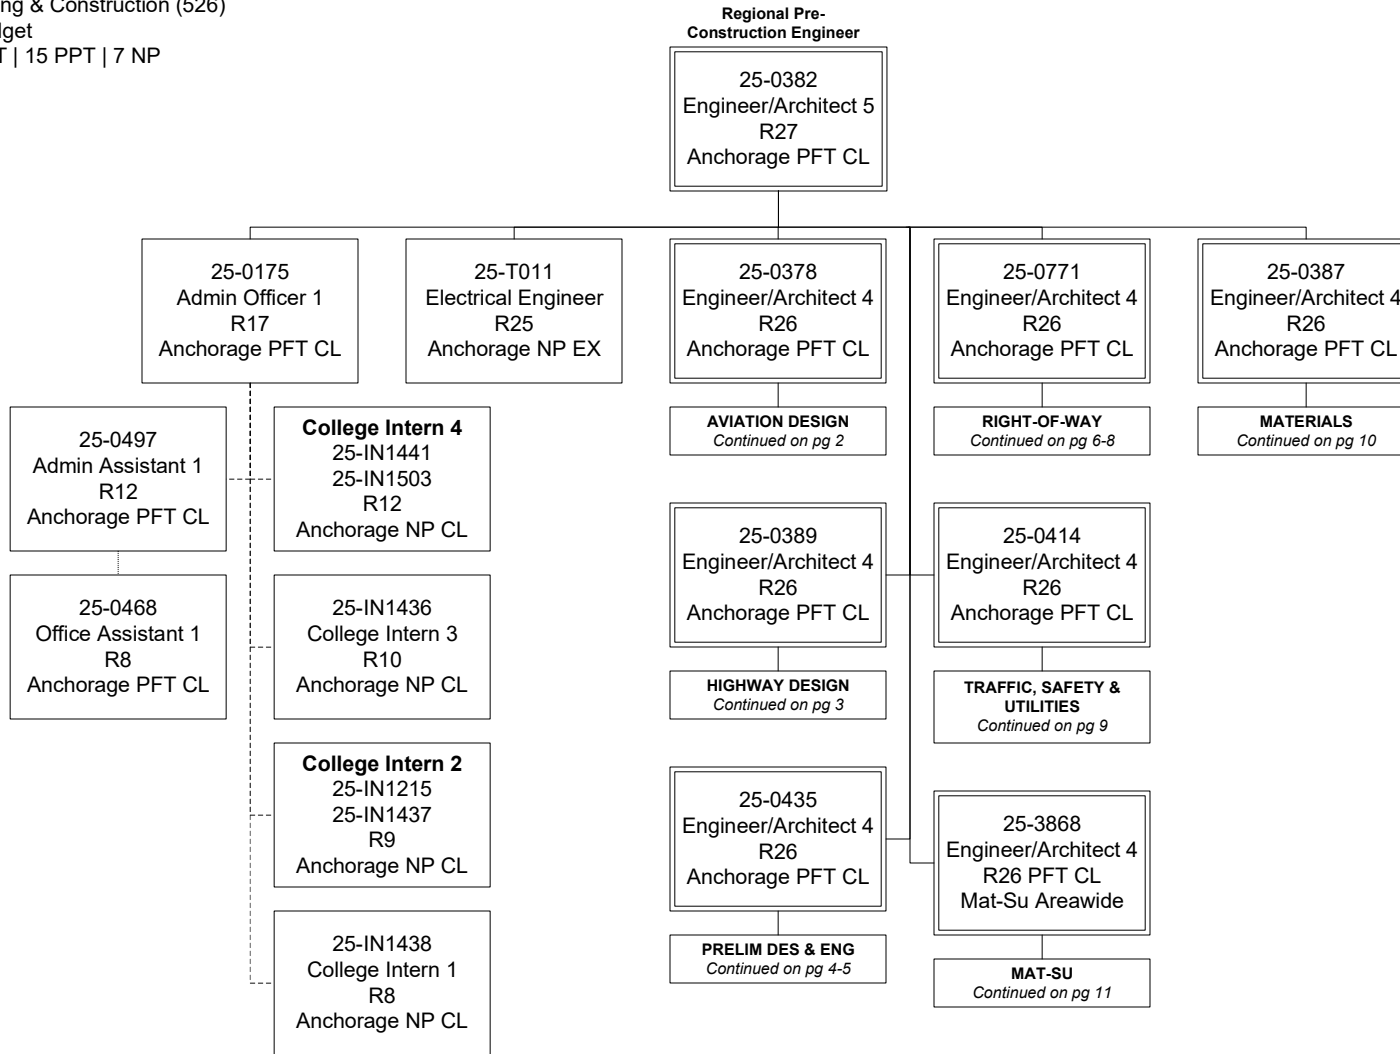 & Construction (526)
| 15 PPT | 7 NP
Regional Pre-
Construction Engineer
25-0382
Engineer/Architect 5
R27
Anchorage PFT CL
25-0175
Admin Officer 1
R17
Anchorage PFT CL
25-T011
Electrical Engineer
R25
Anchorage NP EX
25-0378
Engineer/Architect 4
R26
Anchorage PFT CL
25-0771
Engineer/Architect 4
R26
Anchorage PFT CL
25-0387
Engineer/Architect 4
R26
Anchorage PFT CL
AVIATION DESIGN
Continued on pg 2
RIGHT-OF-WAY
Continued on pg 6-8
MATERIALS
Continued on pg 10
25-0497
Admin Assistant 1
R12
Anchorage PFT CL
College Intern 4
25-IN1441
25-IN1503
R12
Anchorage NP CL
25-0389
Engineer/Architect 4
R26
Anchorage PFT CL
25-0414
Engineer/Architect 4
R26
Anchorage PFT CL
25-0468
Office Assistant 1
R8
Anchorage PFT CL
25-IN1436
College Intern 3
R10
Anchorage NP CL
HIGHWAY DESIGN
Continued on pg 3
TRAFFIC, SAFETY &
UTILITIES
Continued on pg 9
College Intern 2
25-IN1215
25-IN1437
R9
Anchorage NP CL
25-0435
Engineer/Architect 4
R26
Anchorage PFT CL
25-3868
Engineer/Architect 4
R26 PFT CL
Mat-Su Areawide
25-IN1438
College Intern 1
R8
Anchorage NP CL
PRELIM DES & ENG
Continued on pg 4-5
MAT-SU
Continued on pg 11